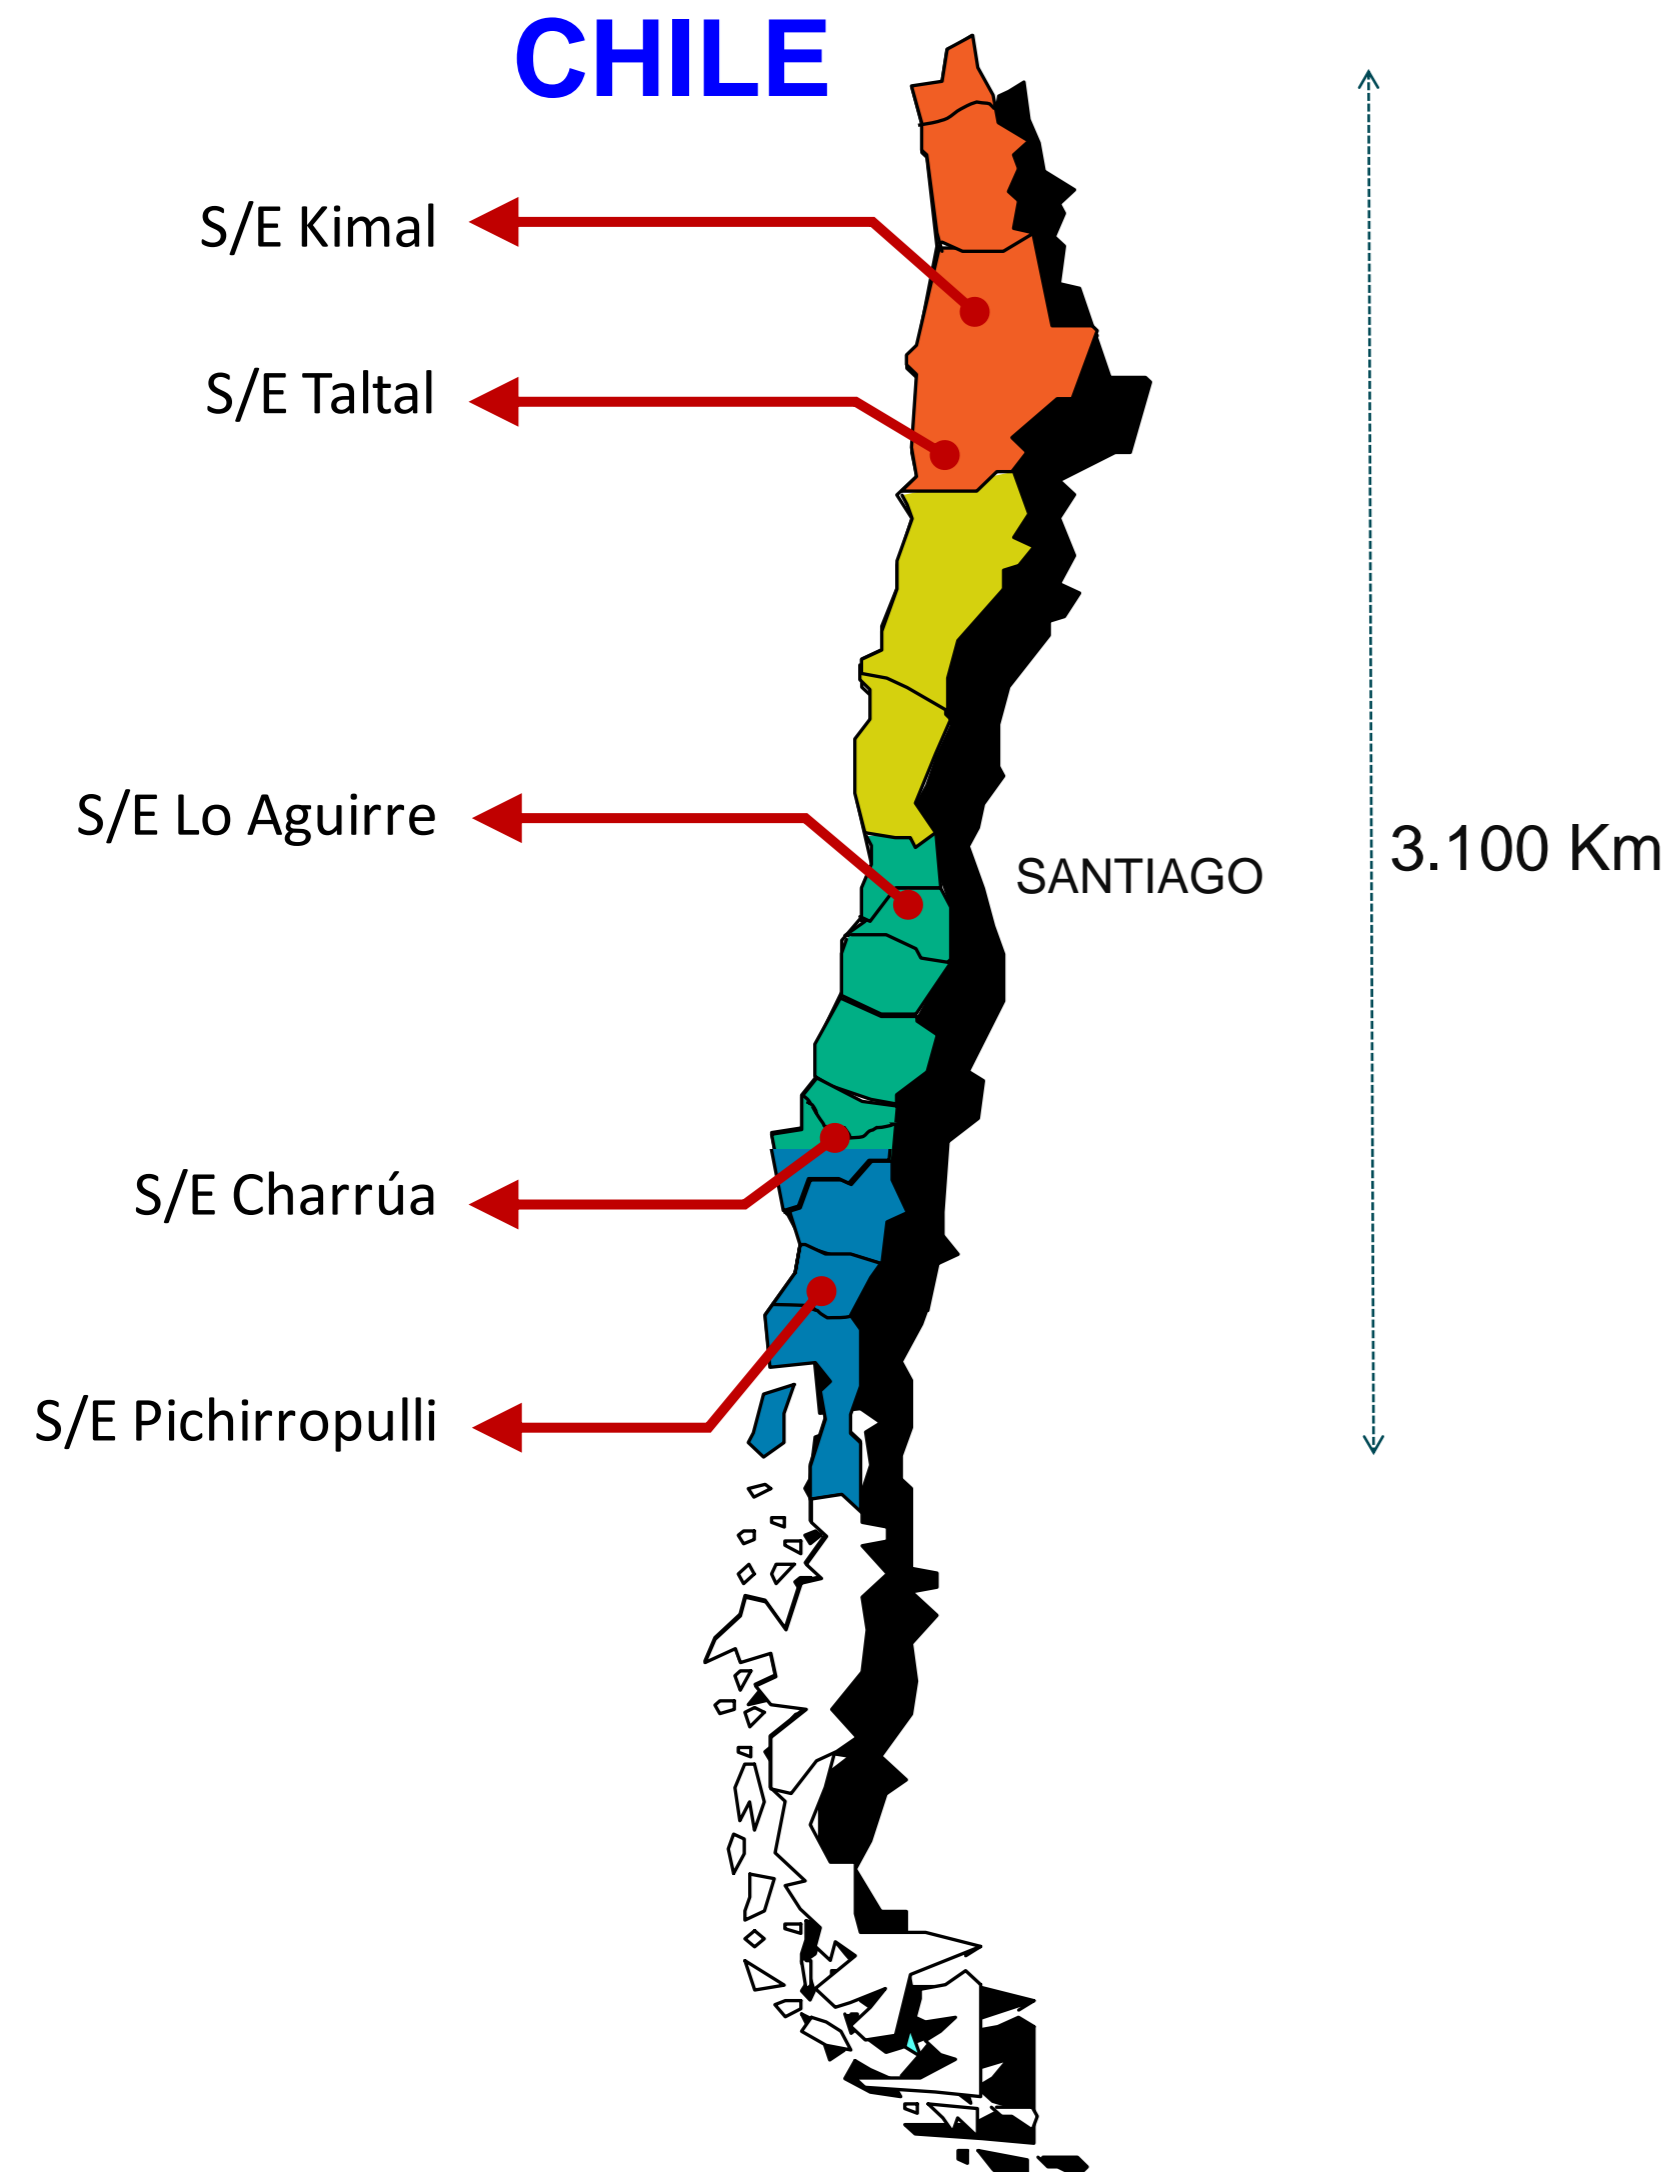 CHILE
S/E Kimal
S/E Taltal
S/E Lo Aguirre
SANTIAGO
3.100 Km
S/E Charrúa
S/E Pichirropulli